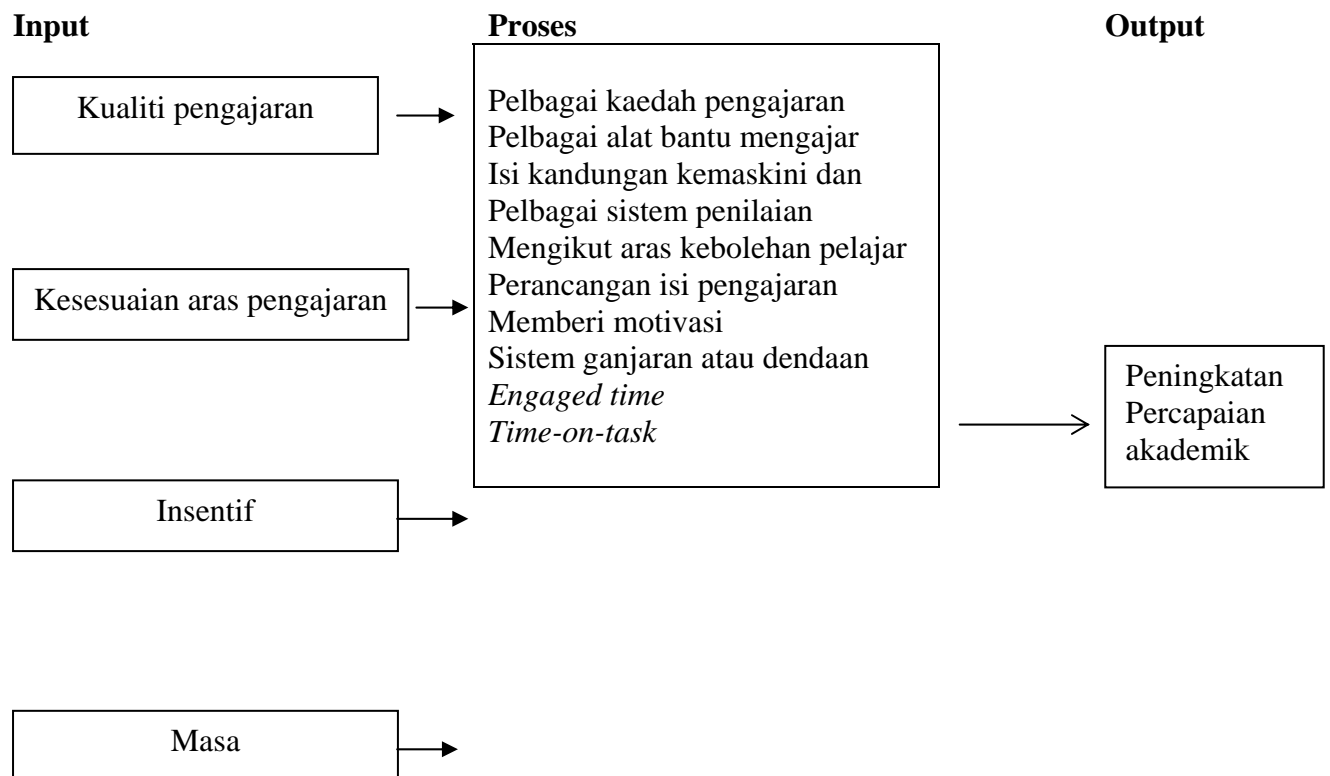 Input
Proses
Output
Kualiti pengajaran
Kesesuaian aras pengajaran
Insentif
Masa
Pelbagai kaedah pengajaran
Pelbagai alat bantu mengajar
Isi kandungan kemaskini dan
Pelbagai sistem penilaian
Mengikut aras kebolehan pelajar
Perancangan isi pengajaran
Memberi motivasi
Sistem ganjaran atau dendaan
Engaged time
Time-on-task
Peningkatan
Percapaian
akademik